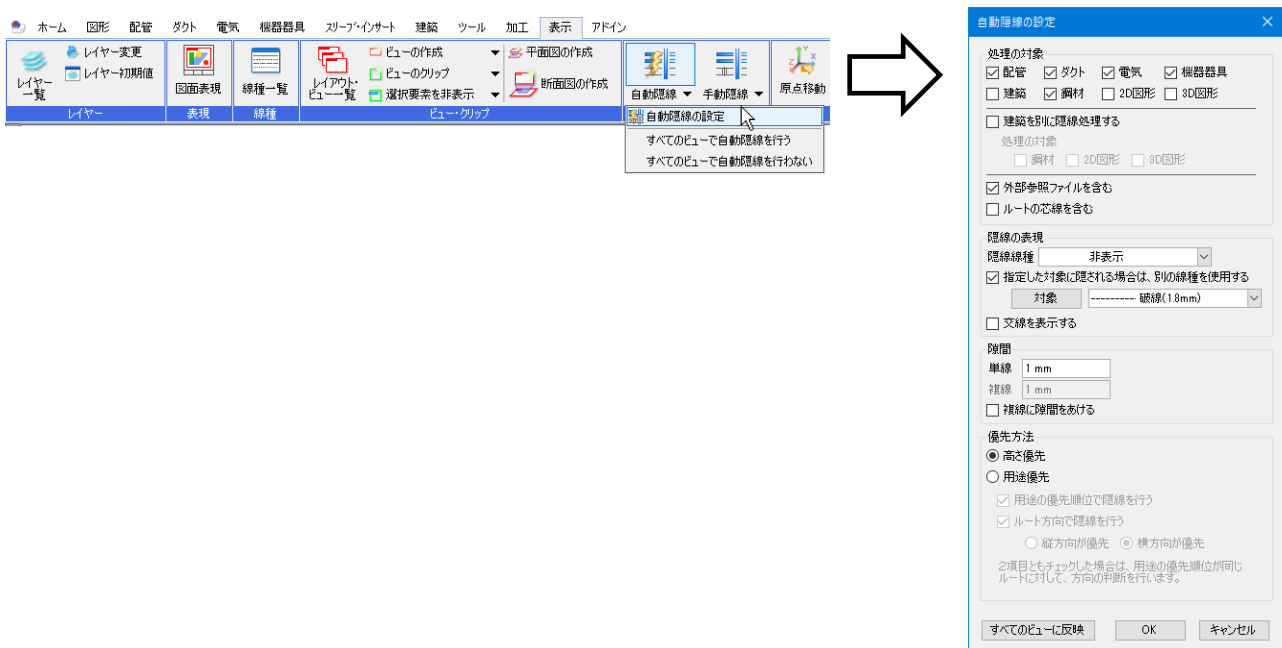 ホーム 図形 配管 ダクト 電気 機器器具 スリーブ・インサート 建築 ツール 加工 表示 アドイン
レイヤー
一覧
レイヤー変更
レイヤー初期値
レイヤー
図面表現
表現
線種一覧
線種
レイアウト・
ビュー一覧
ビューの作成
ビューのクリップ
選択要素を非表示
平面図の作成
断面図の作成
ビュー・クリップ
自動隠線
手動隠線
原点移動
自動隠線の設定
すべてのビューで自動隠線を行う
すべてのビューで自動隠線を行わない
自動隠線の設定
処理の対象
配管 ダクト 電気 機器器具
建築 鋼材 2D図形 3D図形
建築を別に隠線処理する
処理の対象
鋼材 2D図形 3D図形
外部参照ファイルを含む
ルートの芯線を含む
隠線の表現
隠線線種 非表示
指定した対象に隠される場合は、別の線種を使用する
対象 --------- 破線(1.8mm)
交線を表示する
隙間
単線 1 mm
複線 1 mm
複線に隙間をあける
優先方法
高さ優先
用途優先
用途の優先順位で隠線を行う
ルート方向で隠線を行う
縦方向が優先 横方向が優先
2項目ともチェックした場合は、用途の優先順位が同じ
ルートに対して、方向の判断を行います。
すべてのビューに反映 OK キャンセル